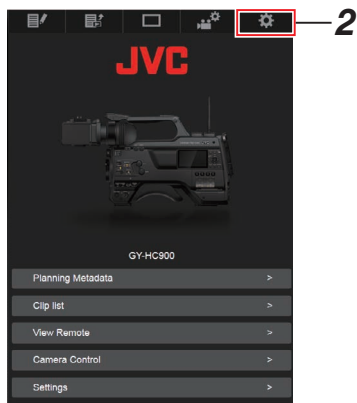 2
JVC
GY-HC900
Planning Metadata >
Clip list >
View Remote >
Camera Control >
Settings >